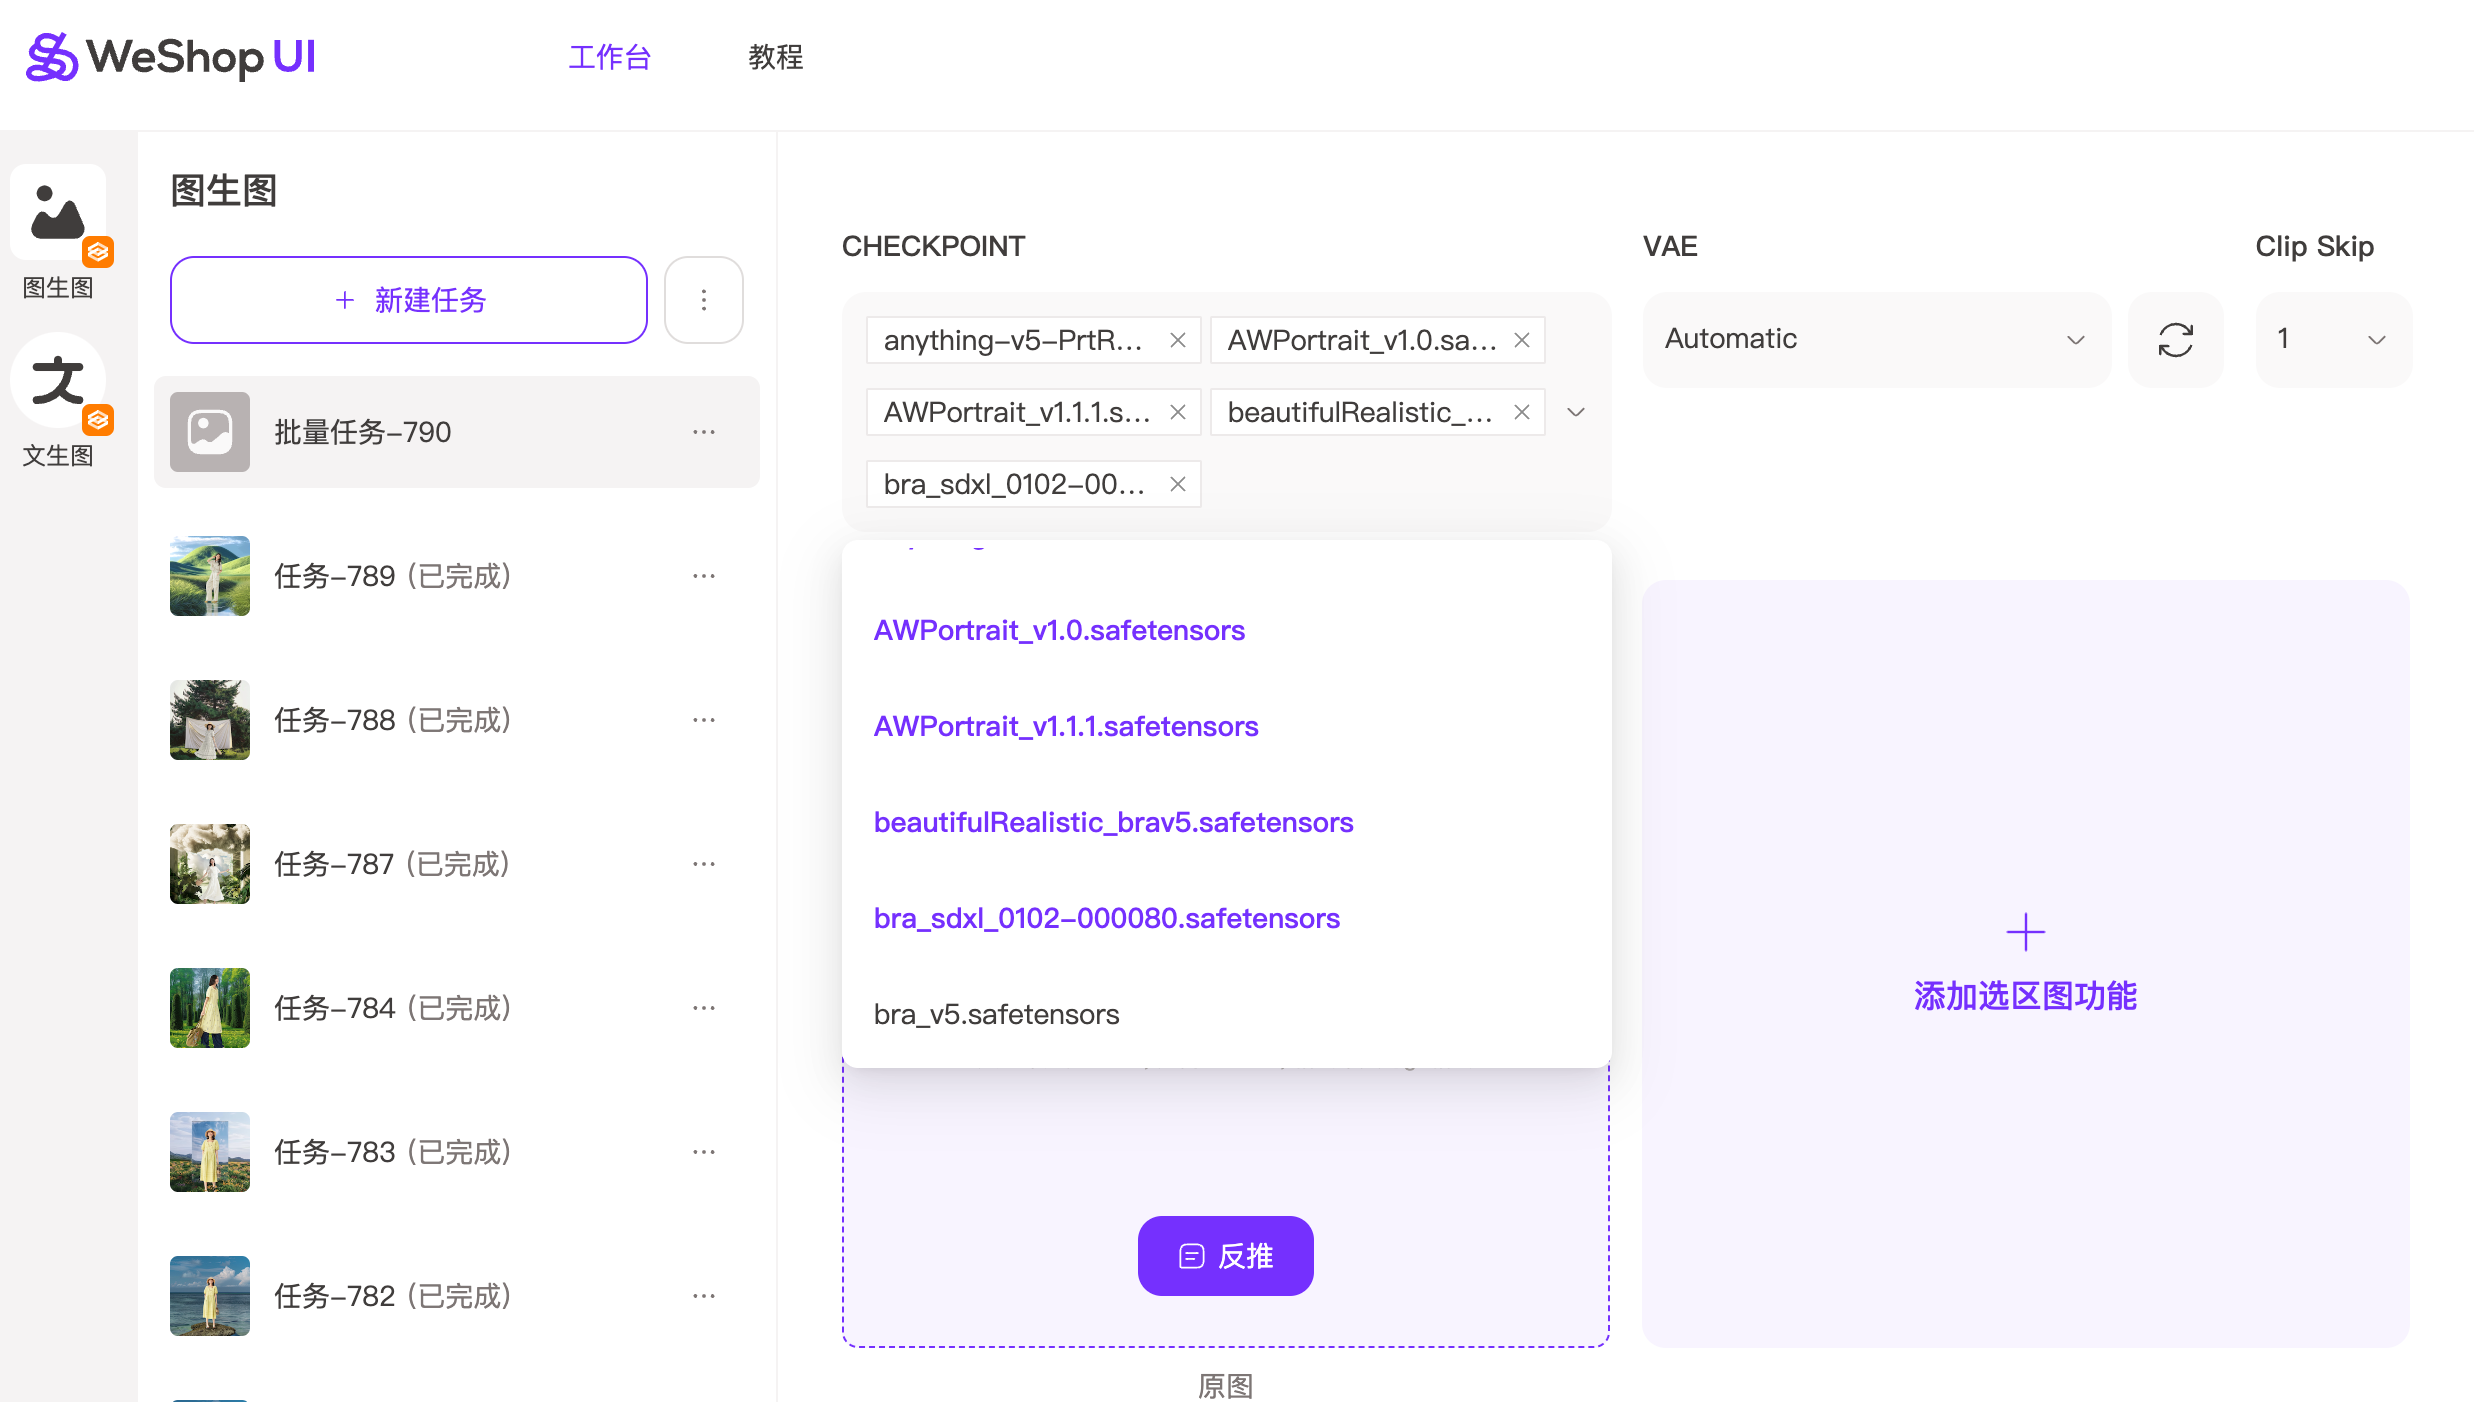 WeShop UI
工作台
教程
图生图
文生图
图生图
+ 新建任务
批量任务-790
任务-789 (已完成)
任务-788 (已完成)
任务-787 (已完成)
任务-784 (已完成)
任务-783 (已完成)
任务-782 (已完成)
CHECKPOINT
anything-v5-PrtR...
AWPortrait_v1.0.sa...
AWPortrait_v1.1.1.s...
beautifulRealistic_...
bra_sdxl_0102-00...
AWPortrait_v1.0.safetensors
AWPortrait_v1.1.1.safetensors
beautifulRealistic_brav5.safetensors
bra_sdxl_0102-000080.safetensors
bra_v5.safetensors
反推
原图
VAE
Automatic
Clip Skip
1
添加选区图功能